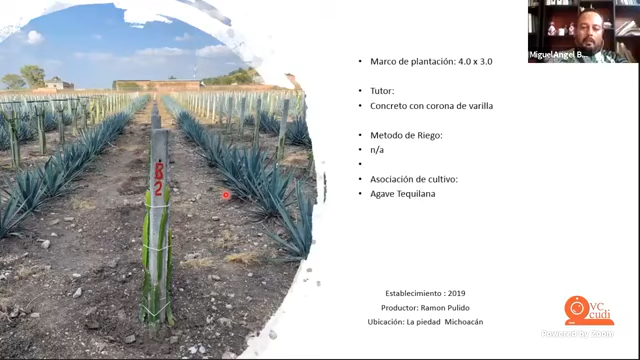 • Marco de plantación: 4.0 x 3.0
• Tutor:
• Concreto con corona de varilla
• Metodo de Riego:
• n/a
•
• Asociación de cultivo:
• Agave Tequilana
Establecimiento : 2019
Productor: Ramon Pulido
Ubicación: La piedad Michoacán
B
2
MiguelAngel B...
VC
cudi
Powered by Zoom